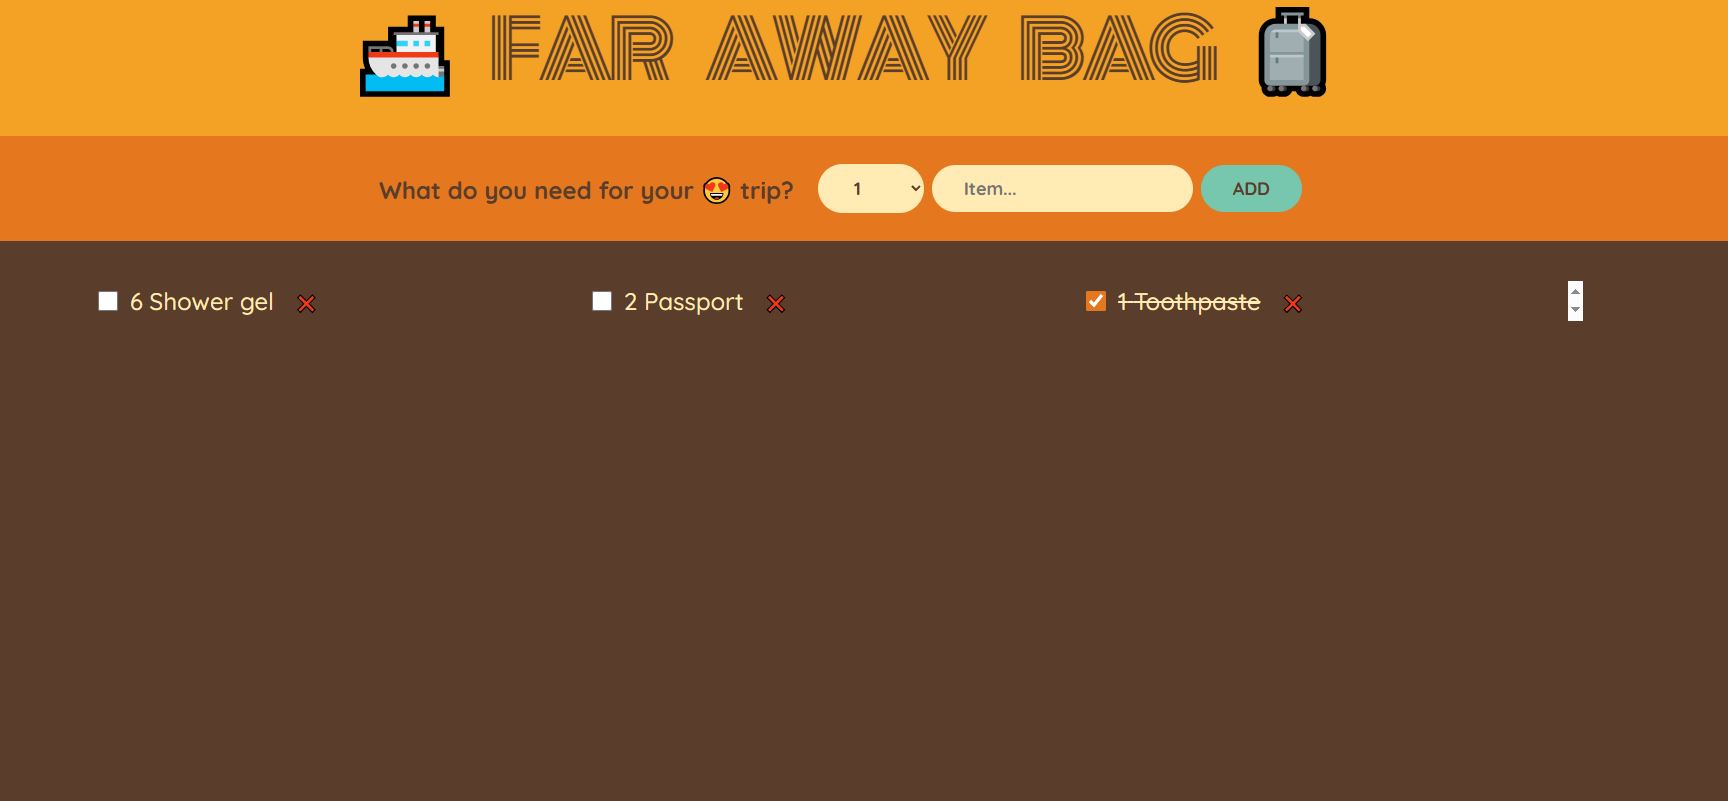 FAR AWAY BAG
What do you need for your 😍 trip?
1
Item...
ADD
6 Shower gel ❌
2 Passport ❌
1 Toothpaste ❌